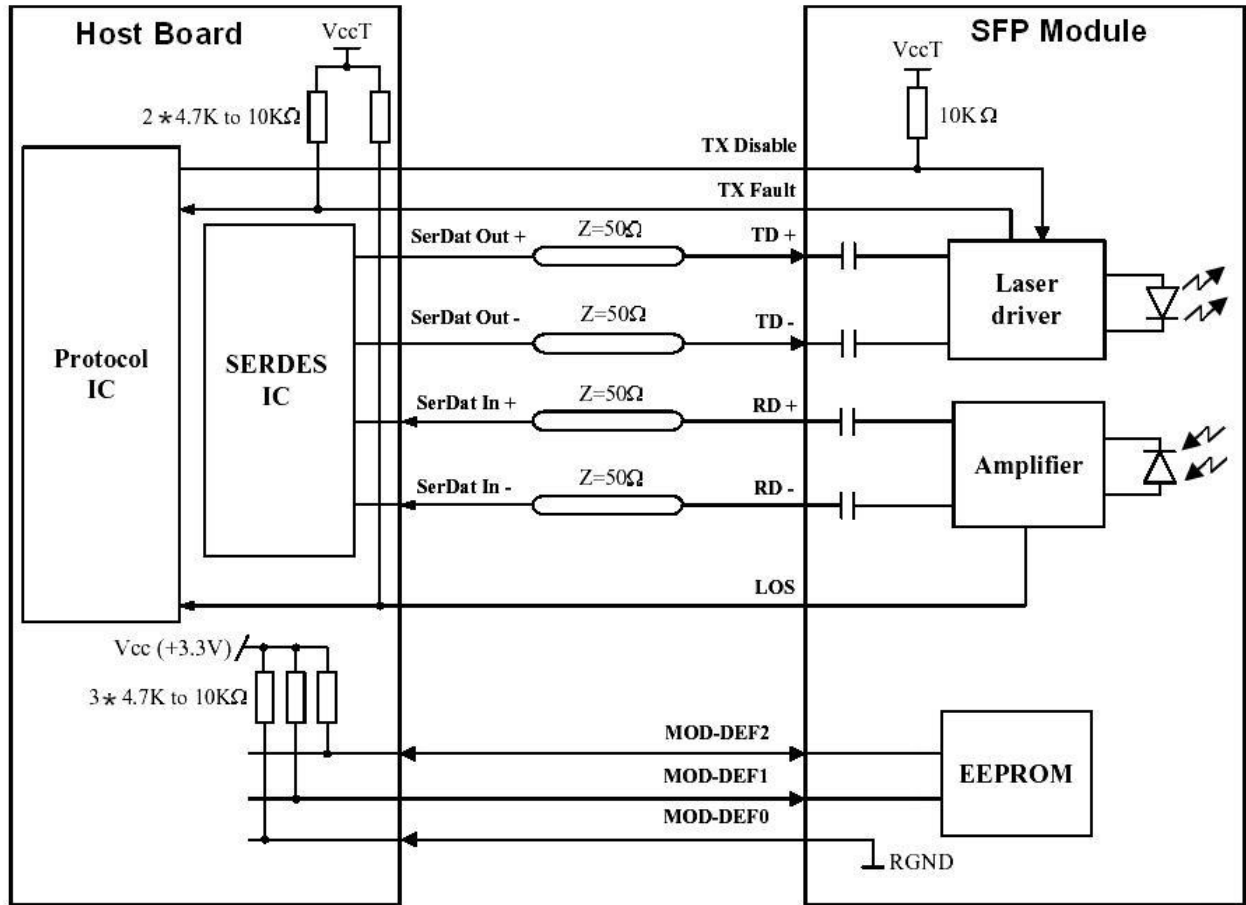 Host Board
SFP Module
VccT
VccT
2 * 4.7K to 10KΩ
10K Ω
TX Disable
TX Fault
SerDat Out +
Z=50Ω
TD +
SerDat Out -
Z=50Ω
TD -
Laser
driver
Protocol
IC
SERDES
IC
SerDat In +
Z=50Ω
RD +
SerDat In -
Z=50Ω
RD -
Amplifier
LOS
Vcc (+3.3V)
3 * 4.7K to 10KΩ
MOD-DEF2
MOD-DEF1
MOD-DEF0
EEPROM
RGND